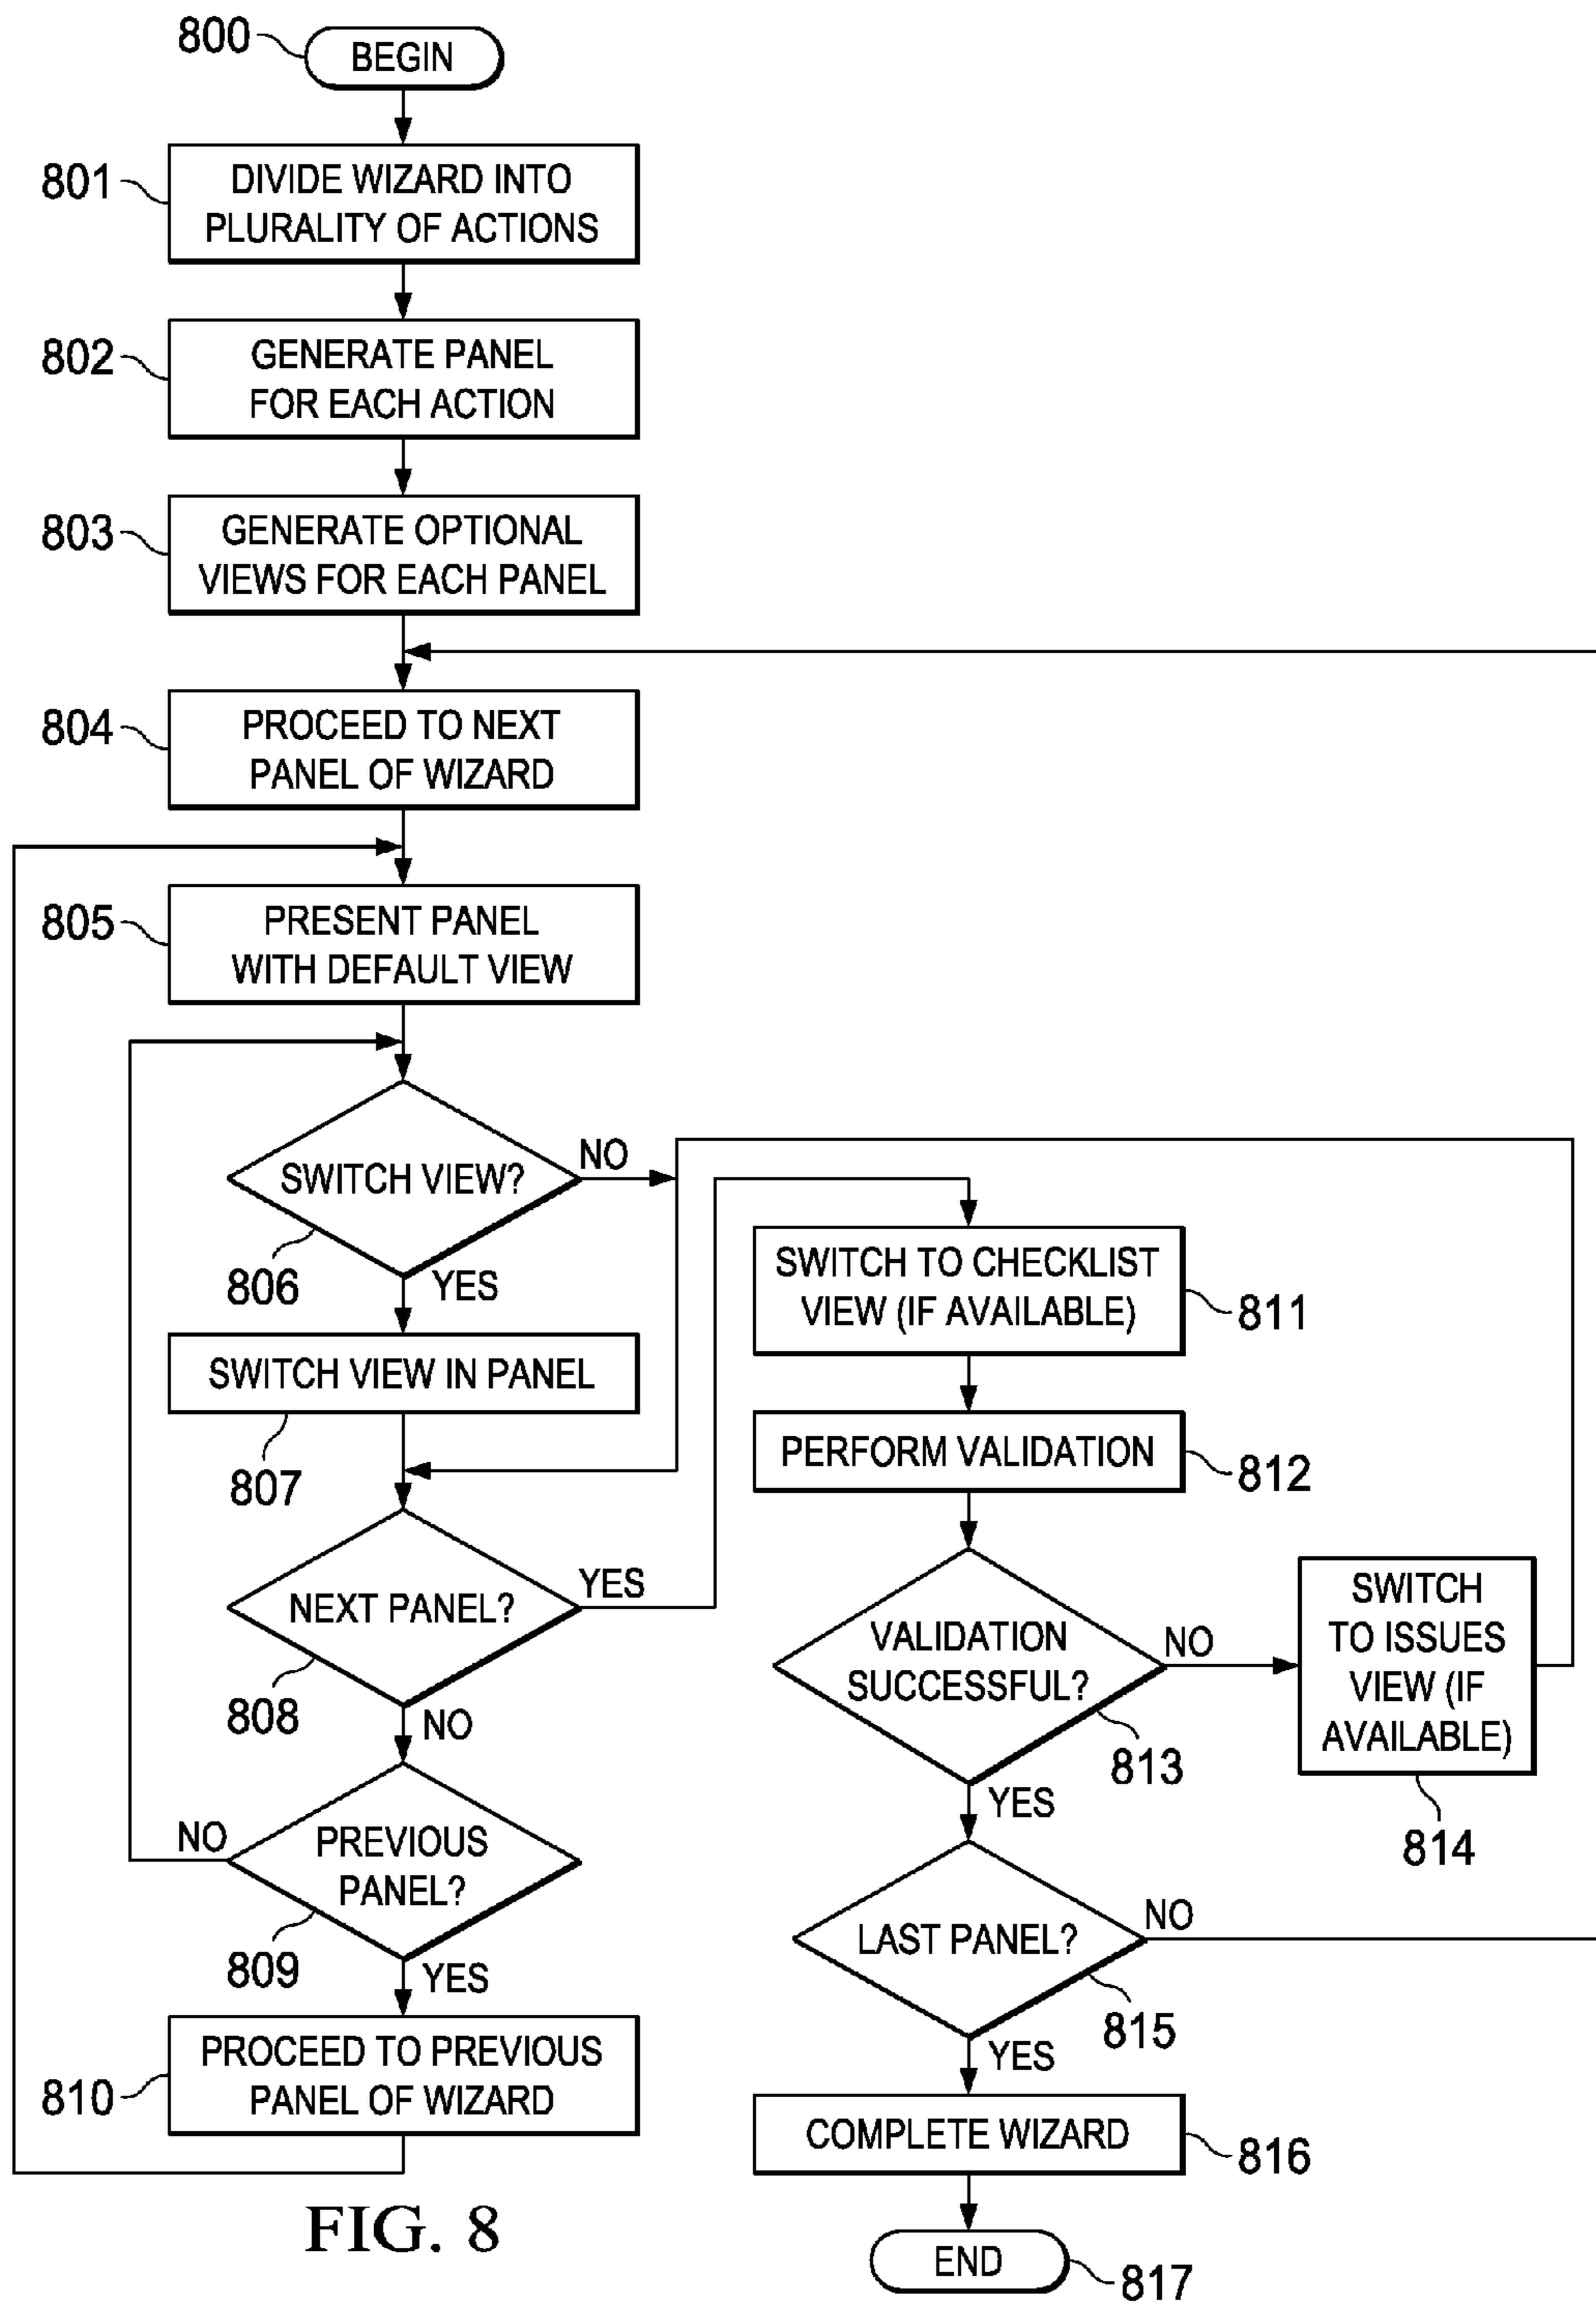 800
BEGIN
801
DIVIDE WIZARD INTO
PLURALITY OF ACTIONS
802
GENERATE PANEL
FOR EACH ACTION
803
GENERATE OPTIONAL
VIEWS FOR EACH PANEL
804
PROCEED TO NEXT
PANEL OF WIZARD
805
PRESENT PANEL
WITH DEFAULT VIEW
SWITCH VIEW?
NO
806
YES
SWITCH VIEW IN PANEL
807
NEXT PANEL?
YES
808
NO
PREVIOUS
PANEL?
NO
809
YES
810
PROCEED TO PREVIOUS
PANEL OF WIZARD
SWITCH TO CHECKLIST
VIEW (IF AVAILABLE)
811
PERFORM VALIDATION
812
VALIDATION
SUCCESSFUL?
NO
813
YES
SWITCH
TO ISSUES
VIEW (IF
AVAILABLE)
814
LAST PANEL?
NO
815
YES
COMPLETE WIZARD
816
END
817
FIG. 8